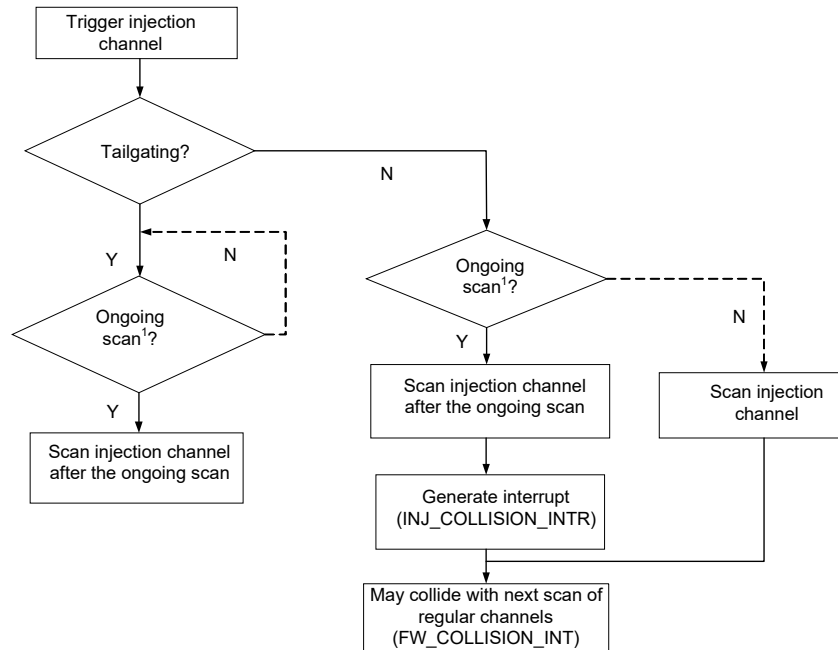 Trigger injection
channel
Tailgating?
N
Y
N
Ongoing
scan¹?
Y
Scan injection channel
after the ongoing scan
Ongoing
scan¹?
Y
N
Scan injection channel
after the ongoing scan
Scan injection
channel
Generate interrupt
(INJ_COLLISION_INTR)
May collide with next scan of
regular channels
(FW_COLLISION_INT)